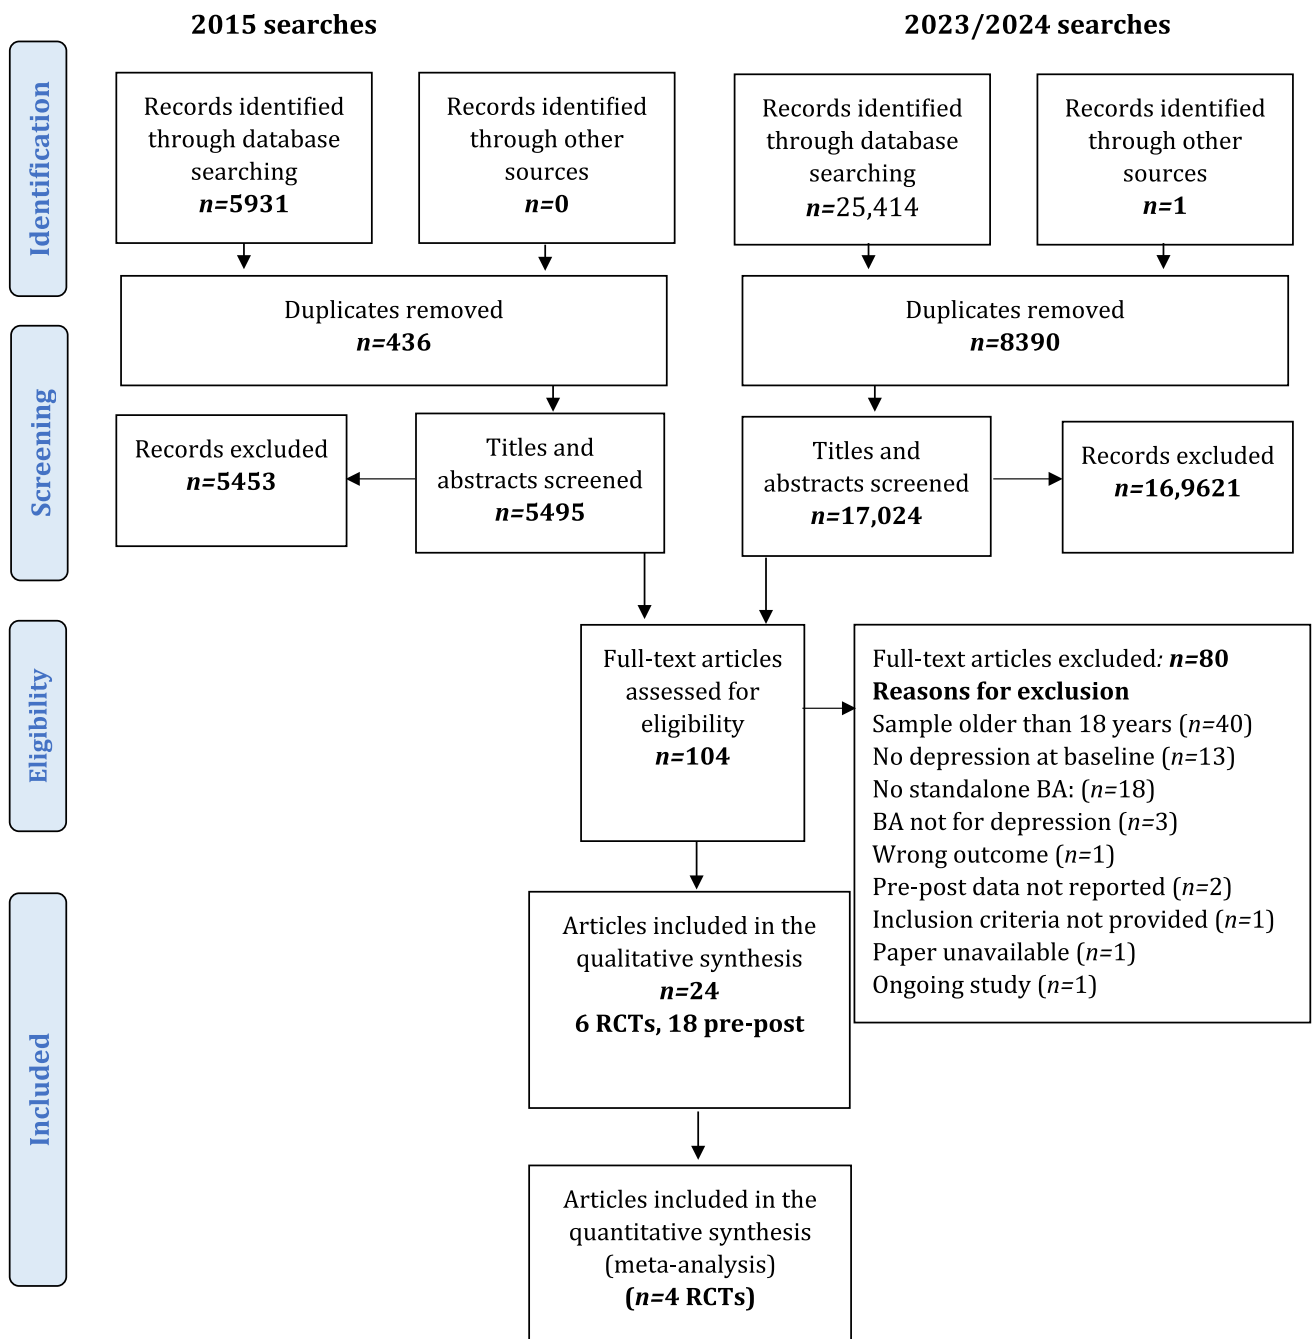 2015 searches
2023/2024 searches
Identification
Records identified
through database
searching
n=5931
Records identified
through other
sources
n=0
Records identified
through database
searching
n=25,414
Records identified
through other
sources
n=1
Duplicates removed
n=436
Duplicates removed
n=8390
Screening
Records excluded
n=5453
Titles and
abstracts screened
n=5495
Titles and
abstracts screened
n=17,024
Records excluded
n=16,9621
Eligibility
Full-text articles
assessed for
eligibility
n=104
Full-text articles excluded: n=80
Reasons for exclusion
Sample older than 18 years (n=40)
No depression at baseline (n=13)
No standalone BA: (n=18)
BA not for depression (n=3)
Wrong outcome (n=1)
Pre-post data not reported (n=2)
Inclusion criteria not provided (n=1)
Paper unavailable (n=1)
Ongoing study (n=1)
Included
Articles included in the
qualitative synthesis
n=24
6 RCTs, 18 pre-post
Articles included in the
quantitative synthesis
(meta-analysis)
(n=4 RCTs)